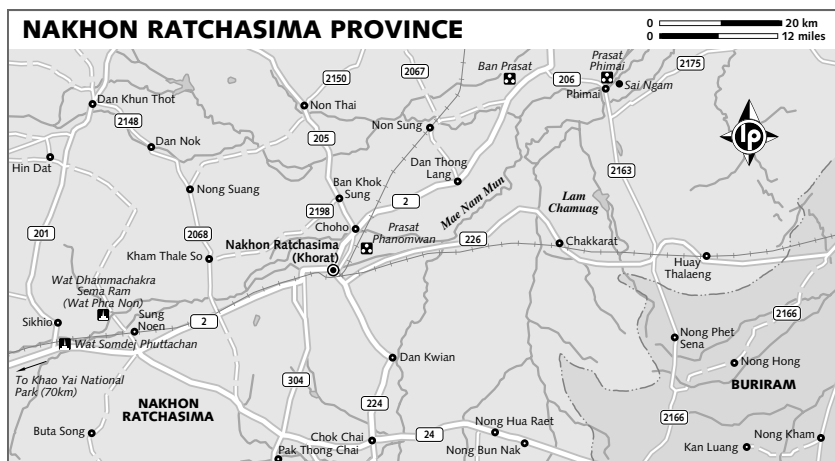 NAKHON RATCHASIMA PROVINCE
0 20 km
0 12 miles
2150
2067
Ban Prasat
Prasat
Phimai
206
2175
Phimai
Sai Ngam
Dan Khun Thot
Non Thai
2148
205
Non Sung
Dan Nok
Hin Dat
Dan Thong
Lang
2163
Nong Suang
Ban Khok
Sung
2
Mae Nam Mun
Lam
Chamuag
2198
201
2068
Choho
Prasat
Phanomwan
226
Chakkarat
Nakhon Ratchasima
(Khorat)
Kham Thale So
Huay
Thalaeng
Wat Dhammachakra
Sema Ram
(Wat Phra Non)
Sung
Noen
2
Sikhio
2166
Wat Somdej Phuttachan
Nong Phet
Sena
Dan Kwian
Nong Hong
To Khao Yai National
Park (70km)
304
BURIRAM
NAKHON
RATCHASIMA
224
2166
Buta Song
Chok Chai
24
Nong Hua Raet
Nong Kham
Pak Thong Chai
Nong Bun Nak
Kan Luang
lp